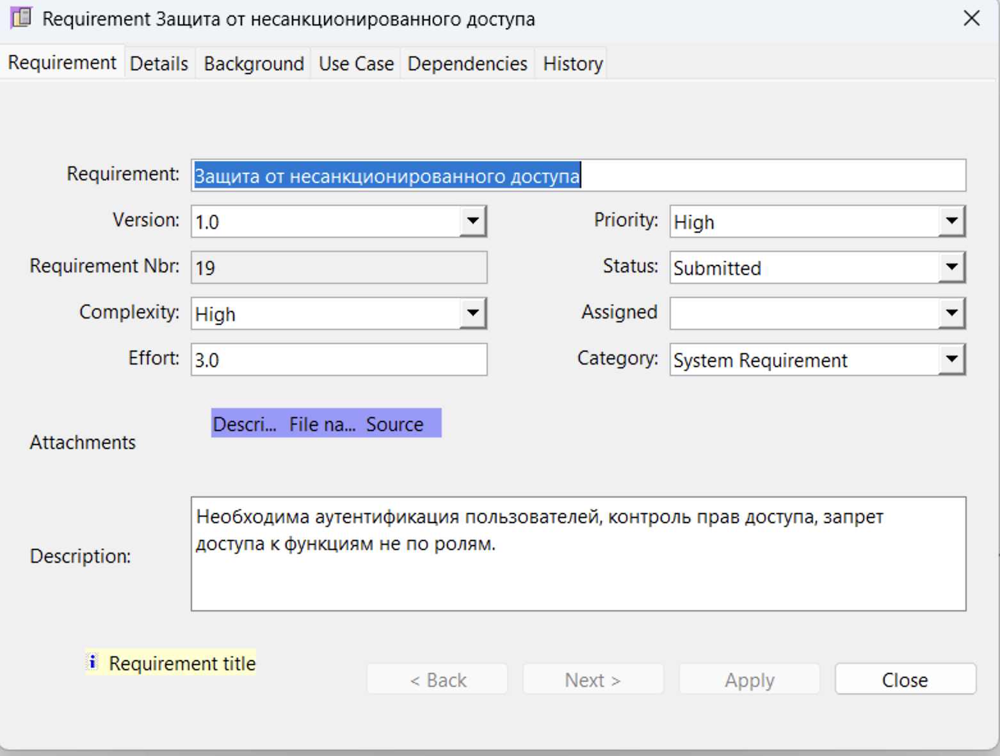 Requirement Защита от несанкционированного доступа
Requirement Details Background Use Case Dependencies History
Requirement: Защита от несанкционированного доступа
Version: 1.0 Priority: High
Requirement Nbr: 19 Status: Submitted
Complexity: High Assigned
Effort: 3.0 Category: System Requirement
Descri... File na... Source
Attachments
Необходима аутентификация пользователей, контроль прав доступа, запрет
доступа к функциям не по ролям.
Description:
i Requirement title
< Back Next > Apply Close